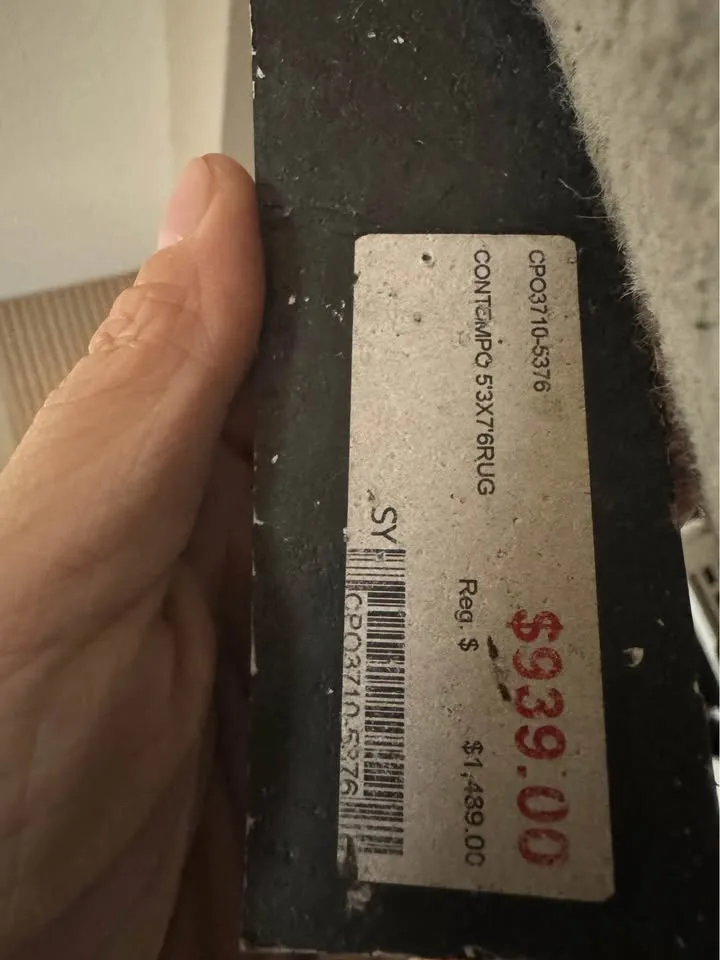 CPO3710-5376
CONTEMPO 5'3X7'6RUG
$939.00
Reg. $ $1,489.00
SY
CPO3710-5376